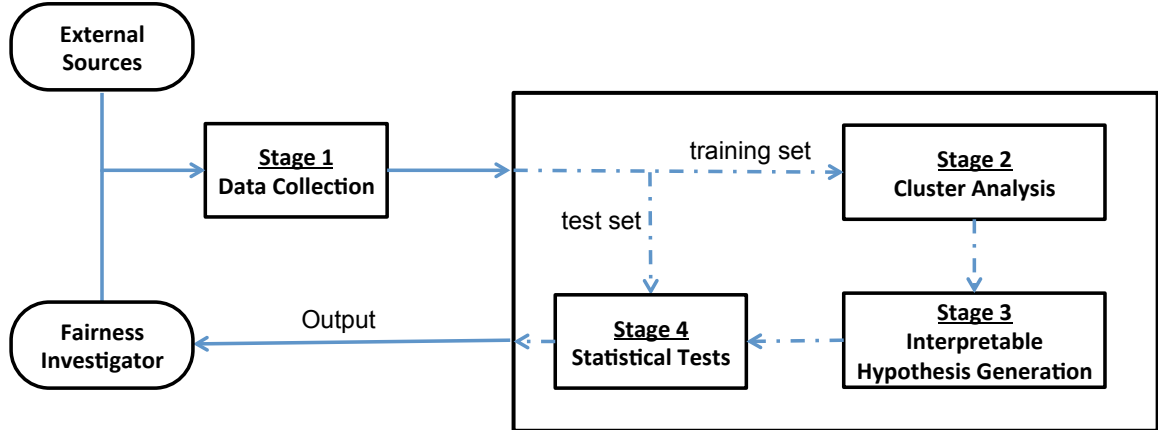 External
Sources
Stage 1
Data Collection
training set
Stage 2
Cluster Analysis
test set
Fairness
Investigator
Output
Stage 4
Statistical Tests
Stage 3
Interpretable
Hypothesis Generation